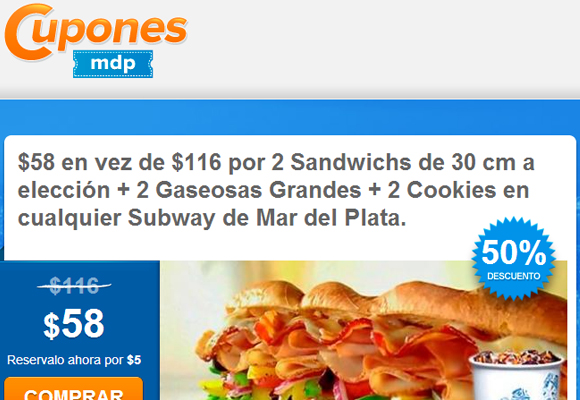 Cupones
mdp
$58 en vez de $116 por 2 Sandwichs de 30 cm a
elección + 2 Gaseosas Grandes + 2 Cookies en
cualquier Subway de Mar del Plata.
50%
DESCUENTO
$116
$58
Reservalo ahora por $5
COMPRAR